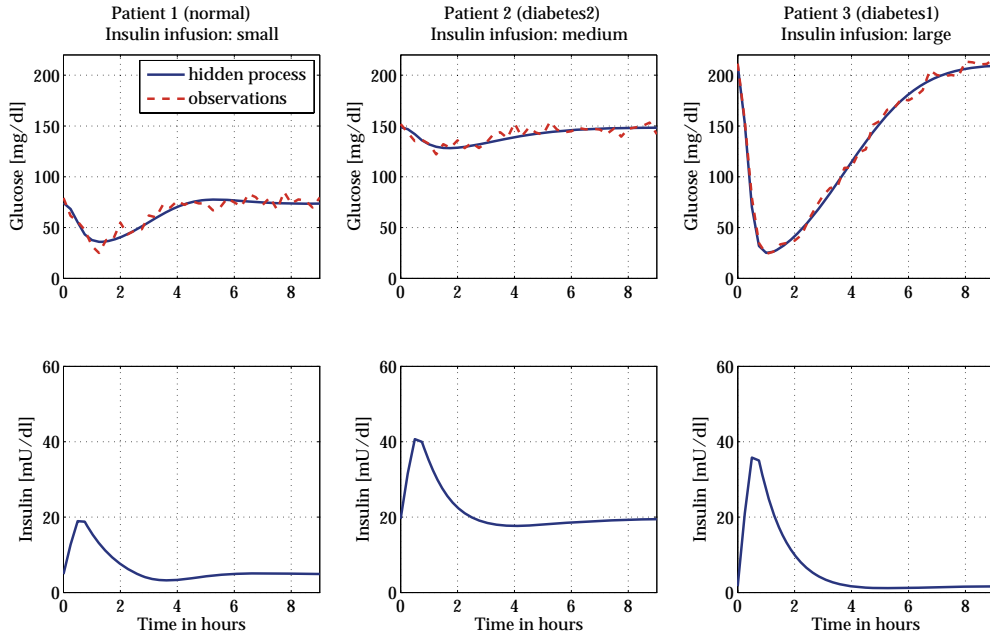 Patient 1 (normal)
Insulin infusion: small
Patient 2 (diabetes2)
Insulin infusion: medium
Patient 3 (diabetes1)
Insulin infusion: large
hidden process
observations
Glucose [mg/dl]
200
150
100
50
0
0 2 4 6 8
Glucose [mg/dl]
200
150
100
50
0
0 2 4 6 8
Glucose [mg/dl]
200
150
100
50
0
0 2 4 6 8
Insulin [mU/dl]
60
40
20
0
0 2 4 6 8
Time in hours
Insulin [mU/dl]
60
40
20
0
0 2 4 6 8
Time in hours
Insulin [mU/dl]
60
40
20
0
0 2 4 6 8
Time in hours